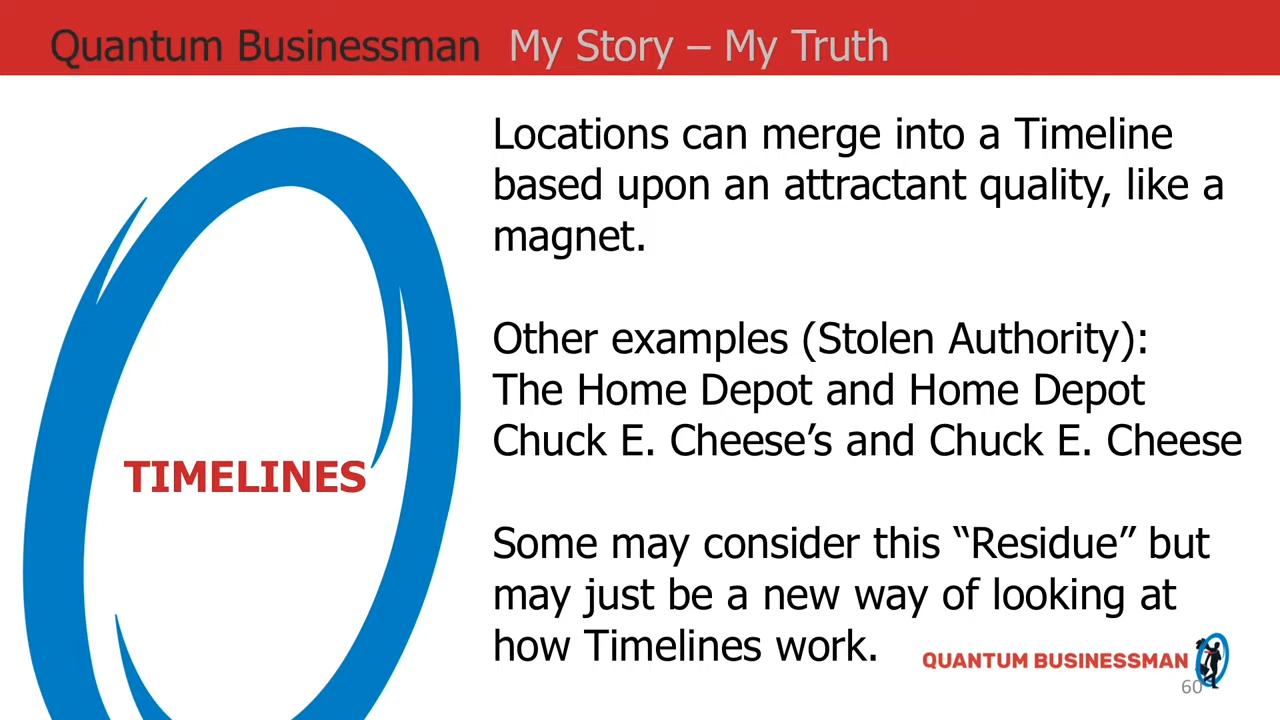 Quantum Businessman My Story – My Truth
Locations can merge into a Timeline
based upon an attractant quality, like a
magnet.
Other examples (Stolen Authority):
The Home Depot and Home Depot
Chuck E. Cheese’s and Chuck E. Cheese
TIMELINES
Some may consider this “Residue” but
may just be a new way of looking at
how Timelines work.
QUANTUM BUSINESSMAN
60